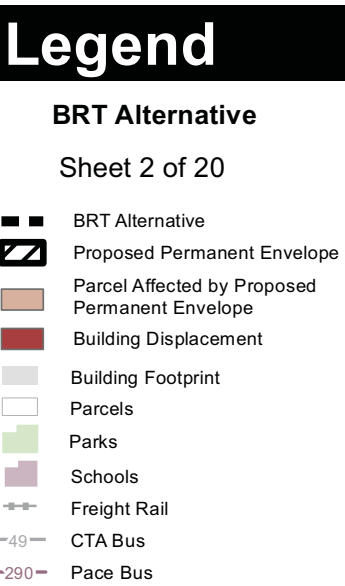 Legend
BRT Alternative
Sheet 2 of 20
BRT Alternative
Proposed Permanent Envelope
Parcel Affected by Proposed
Permanent Envelope
Building Displacement
Building Footprint
Parcels
Parks
Schools
Freight Rail
49 CTA Bus
290 Pace Bus